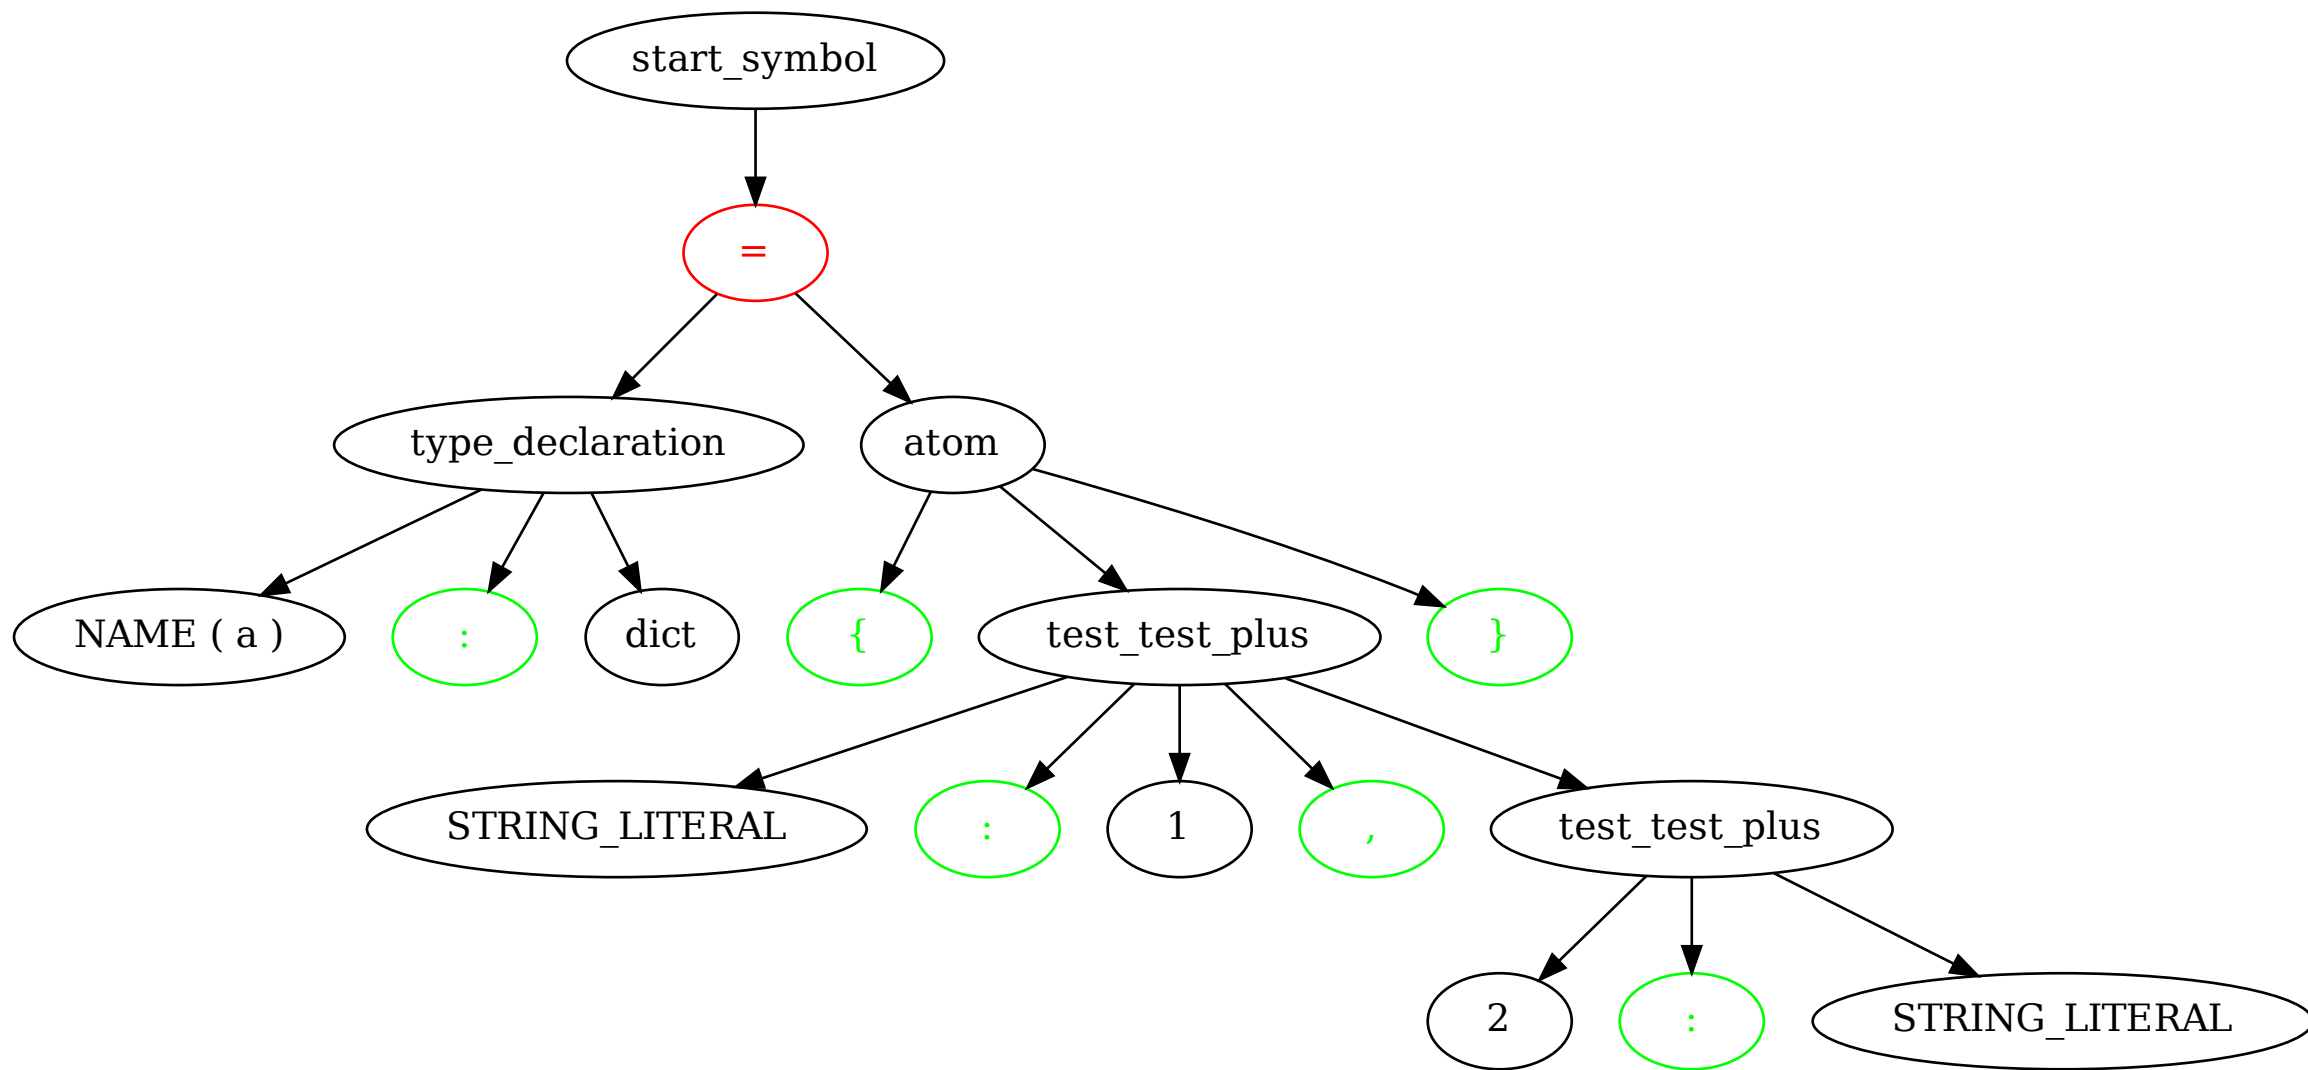 start_symbol
=
type_declaration
atom
NAME ( a )
:
dict
{
test_test_plus
}
STRING_LITERAL
:
1
,
test_test_plus
2
:
STRING_LITERAL